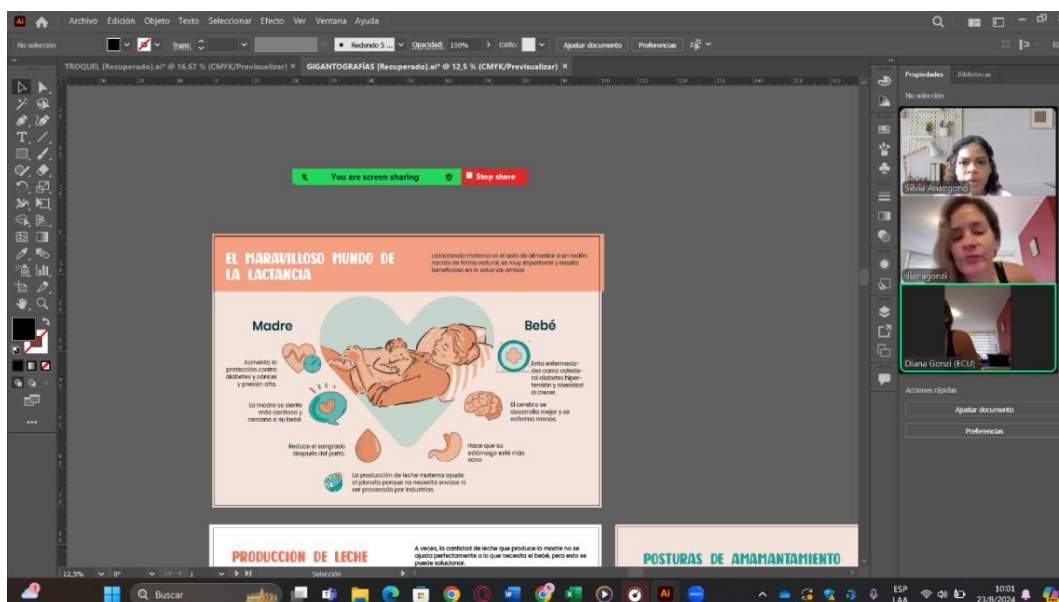 Archivo Edición Objeto Texto Seleccionar Efecto Ver Ventana Ayuda
No selección Trazo: Redondo 5 ... Opacidad: 100% Estilo: Ajustar documento Preferencias
TROQUEL [Recuperado].ai* @ 16,67 % (CMYK/Previsualizar) × GIGANTOGRAFÍAS [Recuperado].ai* @ 12,5 % (CMYK/Previsualizar) ×
Propiedades Bibliotecas
No selección
You are screen sharing Stop share
Silvia Anangonó
dianagonzi
Diana Gonzi (ECU)
Acciones rápidas
Ajustar documento
Preferencias
EL MARAVILLOSO MUNDO DE
LA LACTANCIA
La lactancia materna es el acto de alimentar a un recién
nacido de forma natural, es muy importante y resulta
beneficioso en la salud de ambos.
Madre
Aumenta la
protección contra
diabetes y cáncer
y presión alta.
La madre se siente
más cariñosa y
cercana a su bebé.
Reduce el sangrado
después del parto.
Bebé
Evita enfermeda-
des como coleste-
rol diabetes hiper-
tensión y obesidad
al crecer.
El cerebro se
desarrolla mejor y se
enferma menos.
Hace que su
estómago esté más
sano
La producción de leche materna ayuda
al planeta porque no necesita envase ni
ser procesada por industrias.
PRODUCCIÓN DE LECHE
A veces, la cantidad de leche que produce la madre no se
ajusta perfectamente a lo que necesita el bebé, pero esto se
puede solucionar.
POSTURAS DE AMAMANTAMIENTO
12,5% 0° 1 Selección
Buscar
ESP
LAA
10:01
23/8/2024